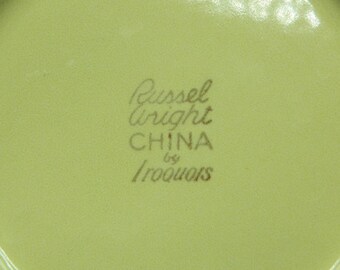 Russel
Wright
CHINA
by
IROQUOIS